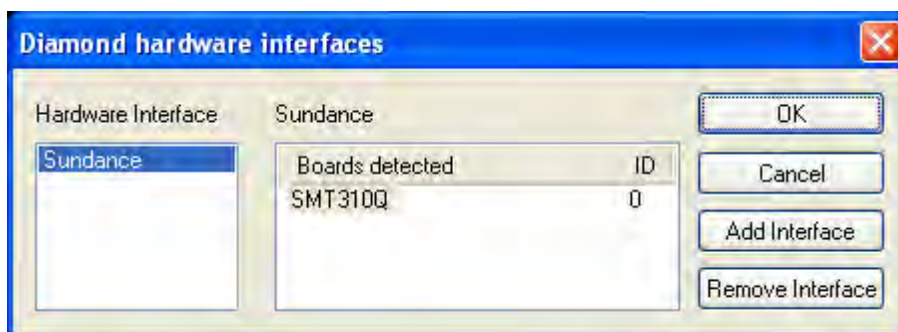 Diamond hardware interfaces
Hardware Interface
Sundance
Sundance
Boards detected ID
SMT310Q 0
OK
Cancel
Add Interface
Remove Interface